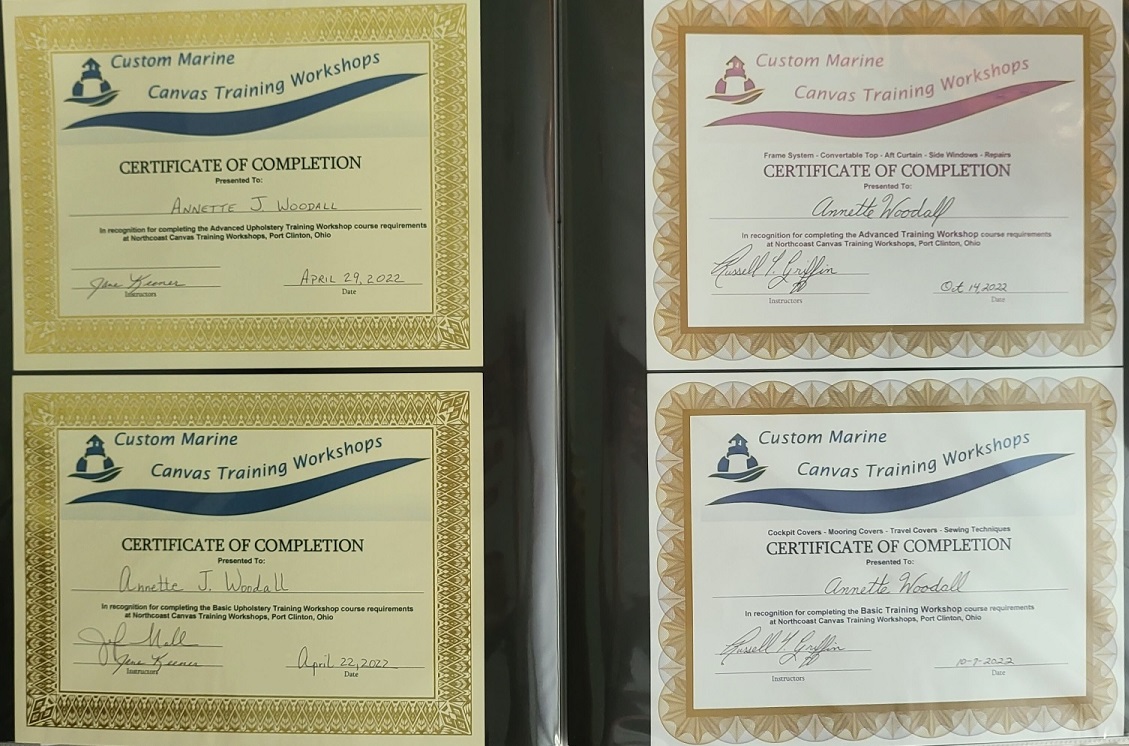 Custom Marine
Canvas Training Workshops
CERTIFICATE OF COMPLETION
Presented To:
ANNETTE J. WOODALL
In recognition for completing the Advanced Upholstery Training Workshop course requirements
at Northcoast Canvas Training Workshops, Port Clinton, Ohio
Jane Keener
APRIL 29, 2022
Instructors
Date
Custom Marine
Canvas Training Workshops
CERTIFICATE OF COMPLETION
Presented To:
Annette J. Woodall
In recognition for completing the Basic Upholstery Training Workshop course requirements
at Northcoast Canvas Training Workshops, Port Clinton, Ohio
Jane Keener
April 22, 2022
Instructors
Date
Custom Marine
Canvas Training Workshops
Frame System - Convertable Top - Aft Curtain - Side Windows - Repairs
CERTIFICATE OF COMPLETION
Presented To:
Annette Woodall
In recognition for completing the Advanced Training Workshop course requirements
at Northcoast Canvas Training Workshops, Port Clinton, Ohio
Russell T. Griffin
Oct 14, 2022
Instructors
Date
Custom Marine
Canvas Training Workshops
Cockpit Covers - Mooring Covers - Travel Covers - Sewing Techniques
CERTIFICATE OF COMPLETION
Presented To:
Annette Woodall
In recognition for completing the Basic Training Workshop course requirements
at Northcoast Canvas Training Workshops, Port Clinton, Ohio
Russell T. Griffin
10-7-2022
Instructors
Date